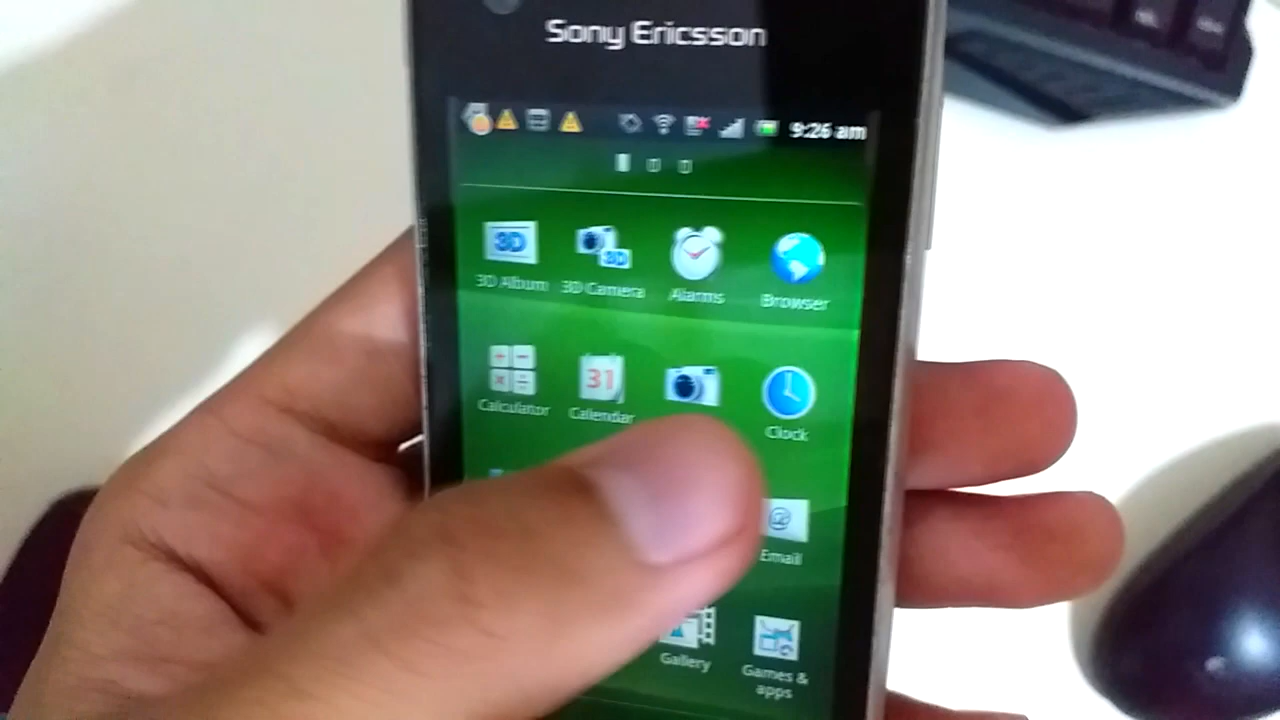 Sony Ericsson
9:26 am
3D
3D
3D Album 3D Camera Alarms Browser
31
Calculator Calendar Clock
@
Email
Gallery Games &
apps